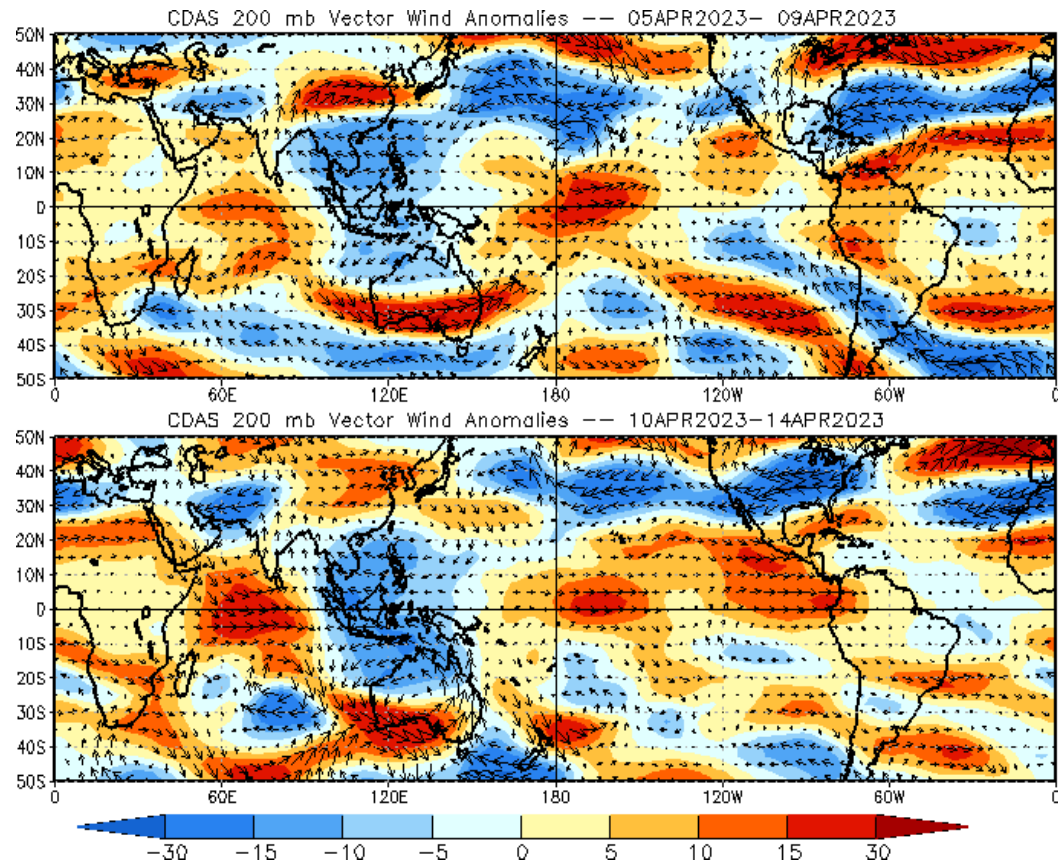 CDAS 200 mb Vector Wind Anomalies -- 05APR2023- 09APR2023
50N
40N
30N
20N
10N
0
10S
20S
30S
40S
50S
0 60E 120E 180 120W 60W 0
CDAS 200 mb Vector Wind Anomalies -- 10APR2023-14APR2023
50N
40N
30N
20N
10N
0
10S
20S
30S
40S
50S
0 60E 120E 180 120W 60W 0
-30 -15 -10 -5 0 5 10 15 30